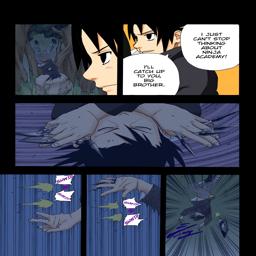 I JUST
CAN'T STOP
THINKING
ABOUT
NINJA
ACADEMY!
I'LL
CATCH UP
TO YOU,
BIG
BROTHER...